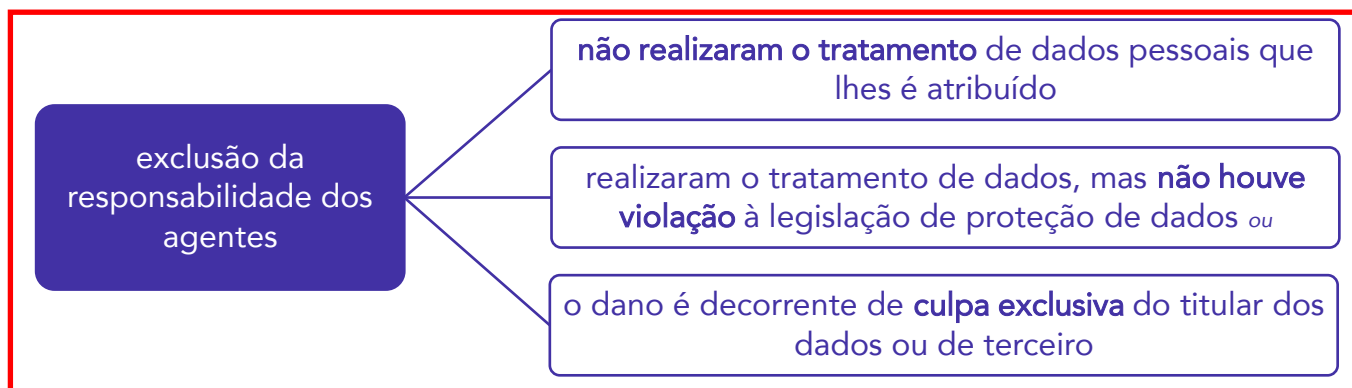 exclusão da
responsabilidade dos
agentes
não realizaram o tratamento de dados pessoais que
lhes é atribuído
realizaram o tratamento de dados, mas não houve
violação à legislação de proteção de dados ou
o dano é decorrente de culpa exclusiva do titular dos
dados ou de terceiro